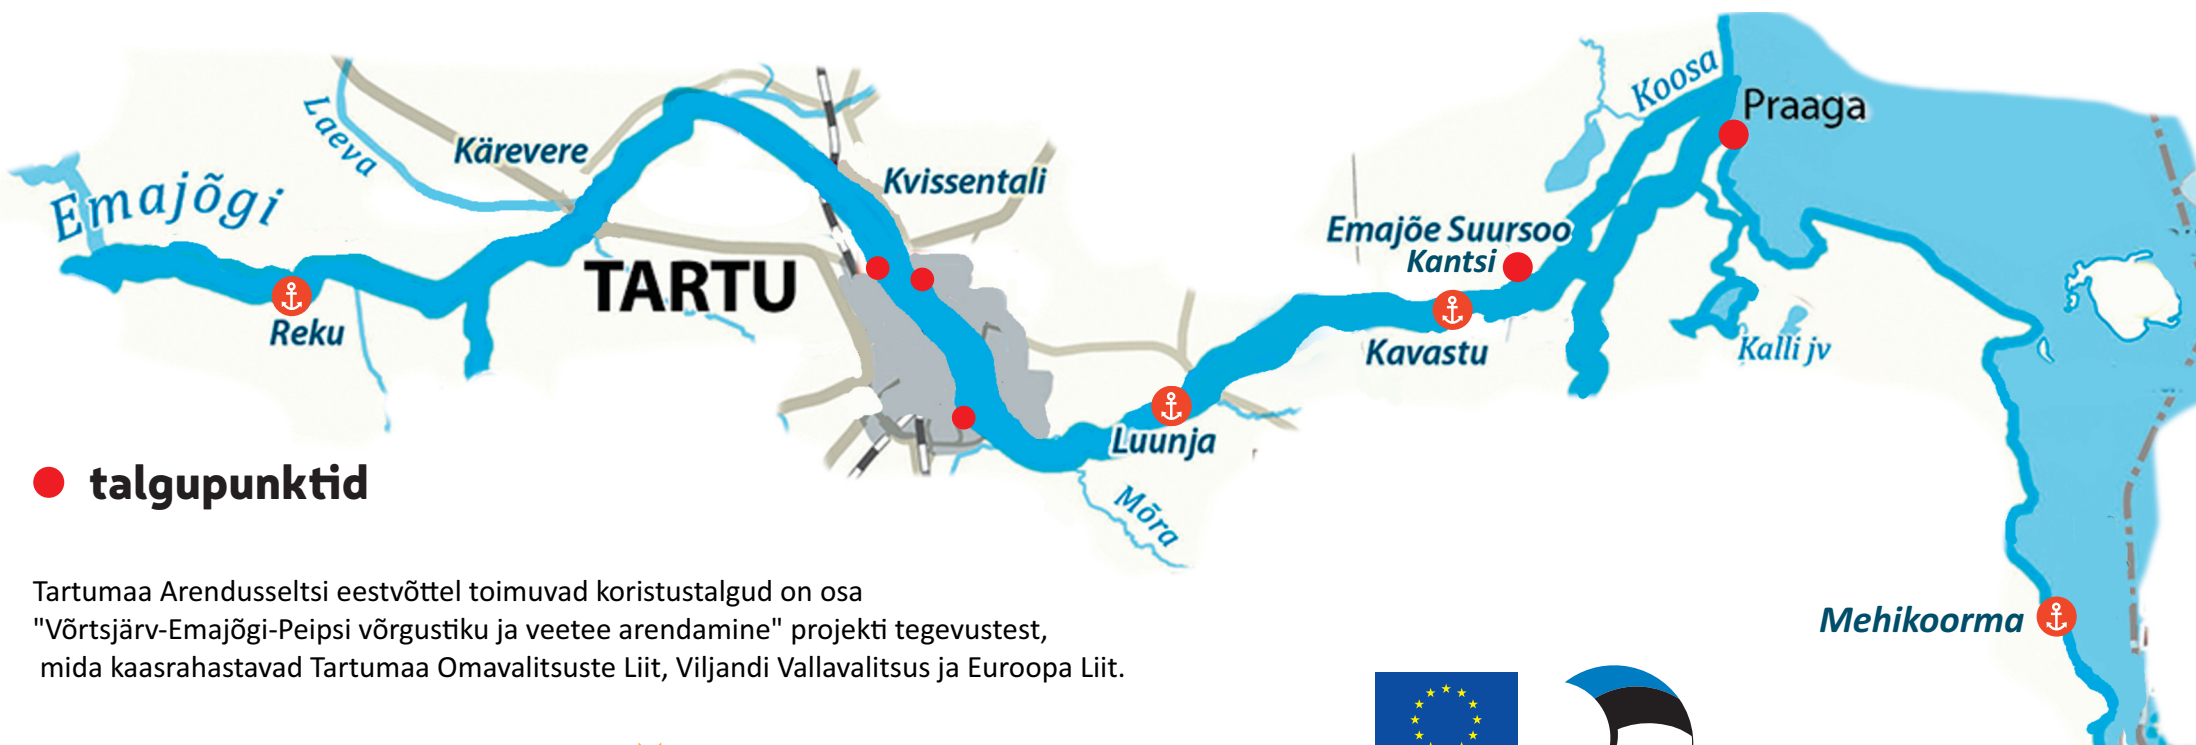 Koosa
Praaga
Laeva
Kärevere
Kvissentali
Emajõgi
Emajõe Suursoo
Kantsi
TARTU
Reku
Kavastu
Kalli jv
Luunja
Mõra
talgupunktid
Tartumaa Arendusseltsi eestvõttel toimuvad koristustalgud on osa
"Võrtsjärv-Emajõgi-Peipsi võrgustiku ja veetee arendamine" projekti tegevustest,
mida kaasrahastavad Tartumaa Omavalitsuste Liit, Viljandi Vallavalitsus ja Euroopa Liit.
Mehikoorma